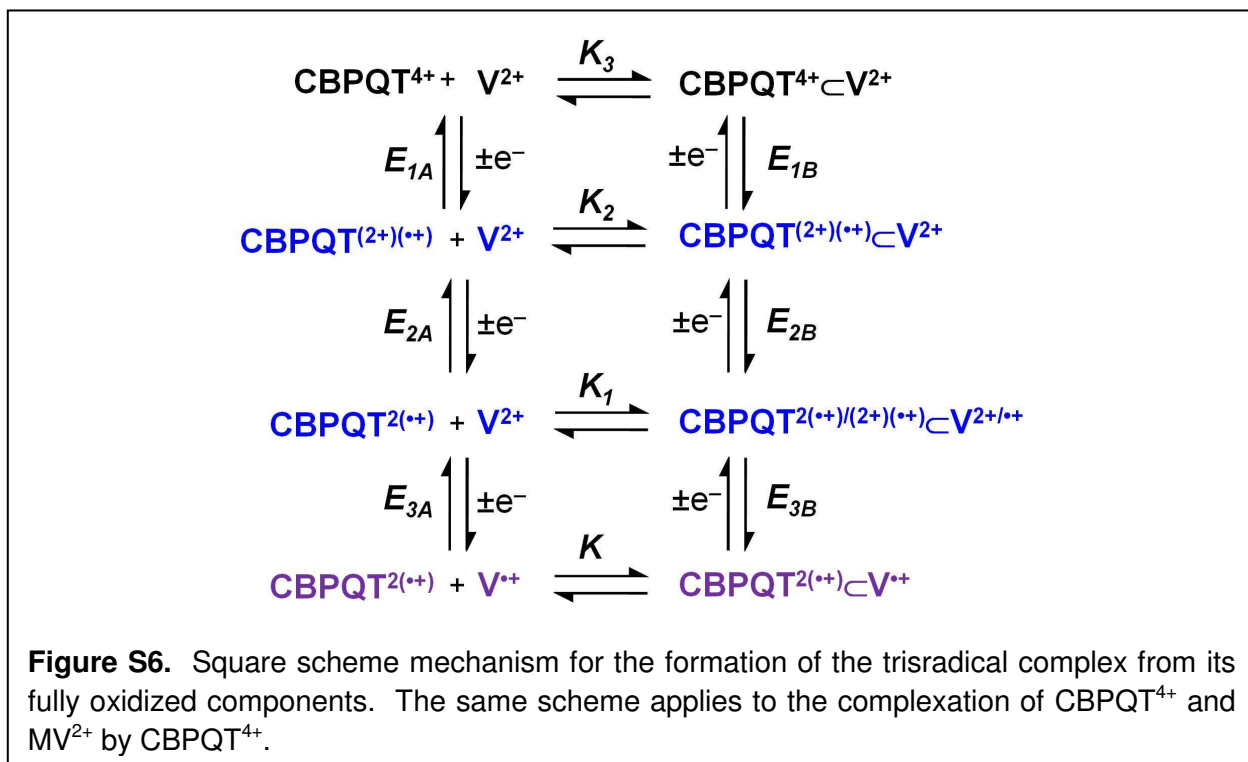 K₃
CBPQT⁴⁺ + V²⁺ CBPQT⁴⁺⊂V²⁺
E₁A ±e⁻ ±e⁻ E₁B
K₂
CBPQT⁽²⁺⁾⁽•⁺⁾ + V²⁺ CBPQT⁽²⁺⁾⁽•⁺⁾⊂V²⁺
E₂A ±e⁻ ±e⁻ E₂B
K₁
CBPQT²⁽•⁺⁾ + V²⁺ CBPQT²⁽•⁺⁾/⁽²⁺⁾⁽•⁺⁾⊂V²⁺/•⁺
E₃A ±e⁻ ±e⁻ E₃B
K
CBPQT²⁽•⁺⁾ + V•⁺ CBPQT²⁽•⁺⁾⊂V•⁺
Figure S6. Square scheme mechanism for the formation of the trisradical complex from its
fully oxidized components. The same scheme applies to the complexation of CBPQT⁴⁺ and
MV²⁺ by CBPQT⁴⁺.